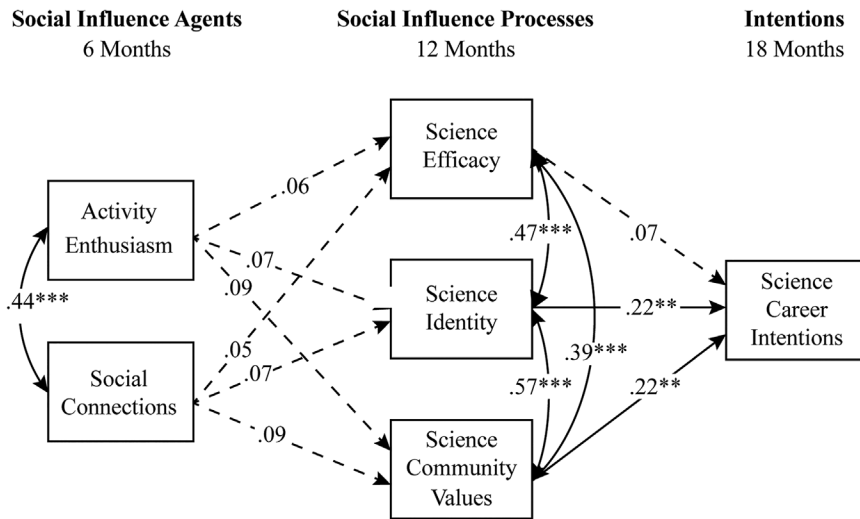 Social Influence Agents
6 Months
Social Influence Processes
12 Months
Intentions
18 Months
Science
Efficacy
Activity
Enthusiasm
.06
.47***
.07
.07
.09
Science
Identity
.22**
Science
Career
Intentions
.44***
.05
.07
.39***
Social
Connections
.57***
.22**
.09
Science
Community
Values